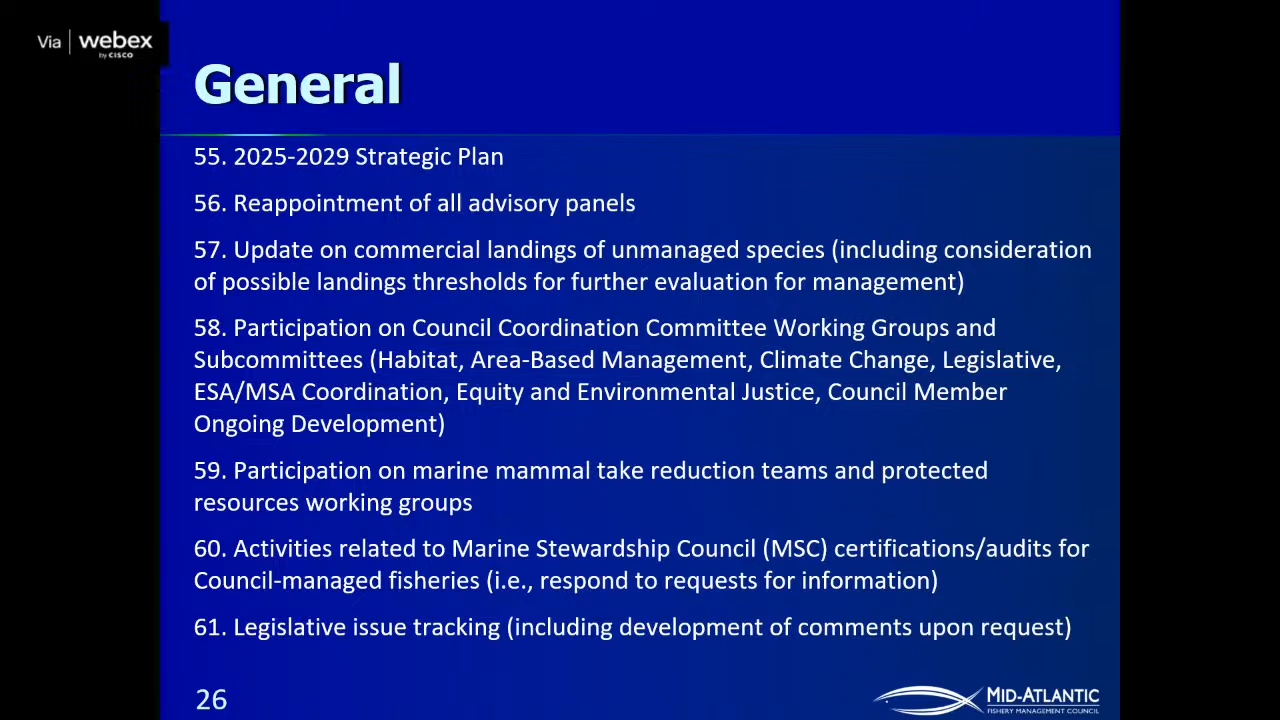 Via | webex
by CISCO
General
55. 2025-2029 Strategic Plan
56. Reappointment of all advisory panels
57. Update on commercial landings of unmanaged species (including consideration
of possible landings thresholds for further evaluation for management)
58. Participation on Council Coordination Committee Working Groups and
Subcommittees (Habitat, Area-Based Management, Climate Change, Legislative,
ESA/MSA Coordination, Equity and Environmental Justice, Council Member
Ongoing Development)
59. Participation on marine mammal take reduction teams and protected
resources working groups
60. Activities related to Marine Stewardship Council (MSC) certifications/audits for
Council-managed fisheries (i.e., respond to requests for information)
61. Legislative issue tracking (including development of comments upon request)
26
MID-ATLANTIC
FISHERY MANAGEMENT COUNCIL